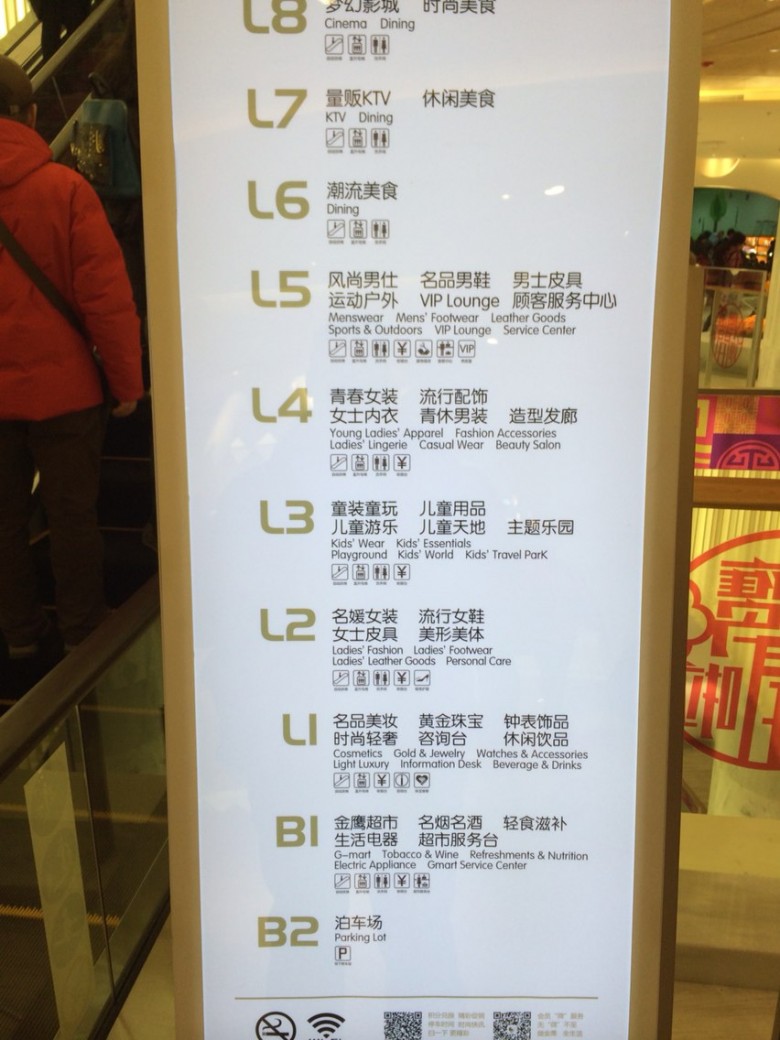 L8 梦幻影城 时尚美食
Cinema Dining
L7 量贩KTV 休闲美食
KTV Dining
L6 潮流美食
Dining
L5 风尚男仕 名品男鞋 男士皮具
运动户外 VIP Lounge 顾客服务中心
Menswear Mens' Footwear Leather Goods
Sports & Outdoors VIP Lounge Service Center
VIP
L4 青春女装 流行配饰
女士内衣 青休男装 造型发廊
Young Ladies' Apparel Fashion Accessories
Ladies' Lingerie Casual Wear Beauty Salon
L3 童装童玩 儿童用品
儿童游乐 儿童天地 主题乐园
Kids' Wear Kids' Essentials
Playground Kids' World Kids' Travel ParK
L2 名媛女装 流行女鞋
女士皮具 美形美体
Ladies' Fashion Ladies' Footwear
Ladies' Leather Goods Personal Care
L1 名品美妆 黄金珠宝 钟表饰品
时尚轻奢 咨询台 休闲饮品
Cosmetics Gold & Jewelry Watches & Accessories
Light Luxury Information Desk Beverage & Drinks
B1 金鹰超市 名烟名酒 轻食滋补
生活电器 超市服务台
G-mart Tobacco & Wine Refreshments & Nutrition
Electric Appliance Gmart Service Center
B2 泊车场
Parking Lot
P